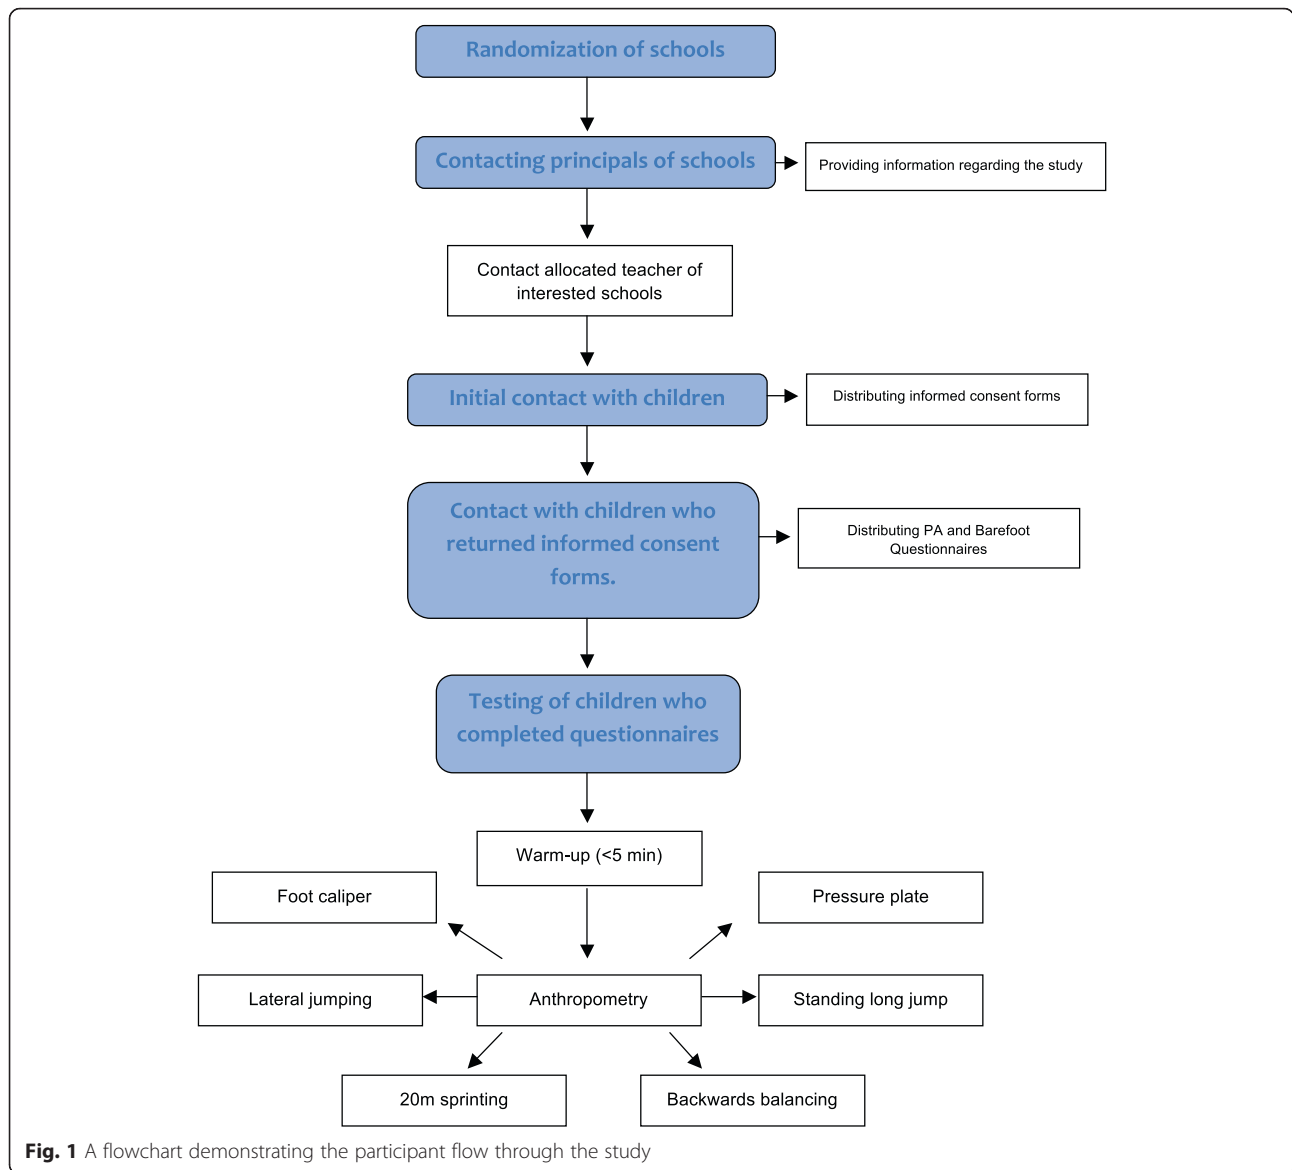 Randomization of schools
Contacting principals of schools
Providing information regarding the study
Contact allocated teacher of
interested schools
Initial contact with children
Distributing informed consent forms
Contact with children who
returned informed consent
forms.
Distributing PA and Barefoot
Questionnaires
Testing of children who
completed questionnaires
Warm-up (<5 min)
Foot caliper
Pressure plate
Lateral jumping
Anthropometry
Standing long jump
20m sprinting
Backwards balancing
Fig. 1 A flowchart demonstrating the participant flow through the study